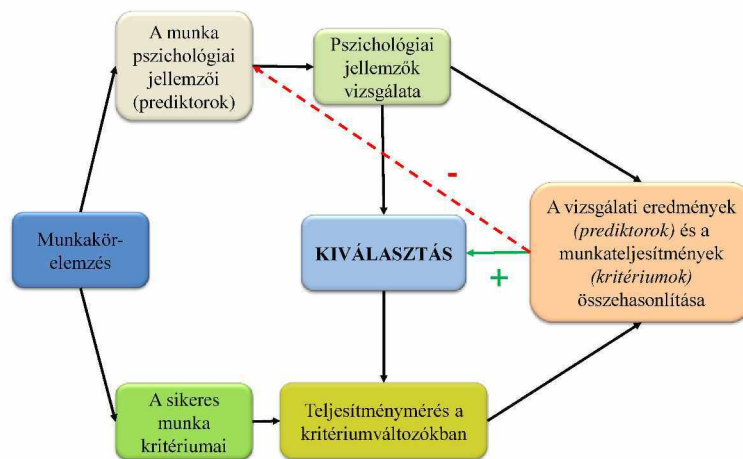 A munka
pszichológiai
jellemzői
(prediktorok)
Pszichológiai
jellemzők
vizsgálata
-
Munkakör-
elemzés
KIVÁLASZTÁS
+
A vizsgálati eredmények
(prediktorok) és a
munkateljesítmények
(kritériumok)
összehasonlítása
A sikeres
munka
kritériumai
Teljesítménymérés a
kritériumváltozókban